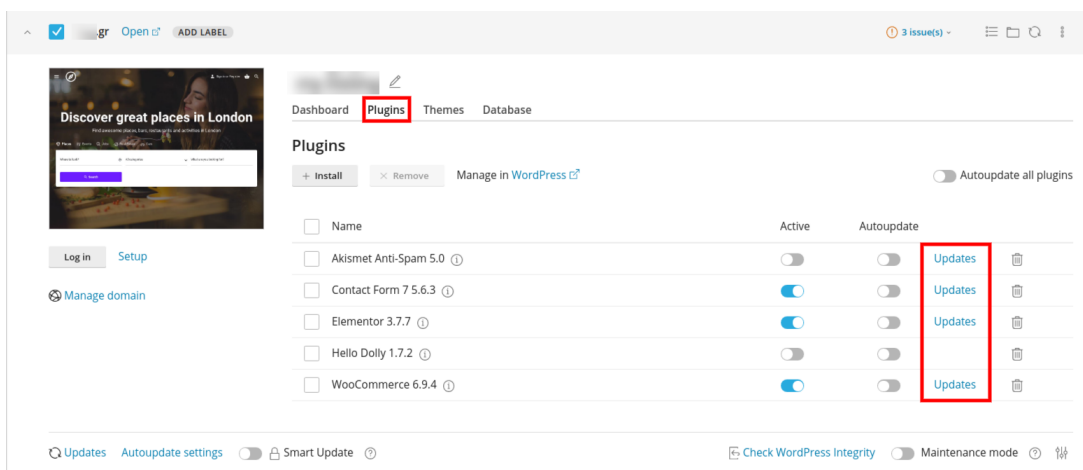 .gr Open ADD LABEL 3 issue(s)
Discover great places in London
Dashboard Plugins Themes Database
Plugins
+ Install × Remove Manage in WordPress Autoupdate all plugins
Name Active Autoupdate
Akismet Anti-Spam 5.0 Updates
Contact Form 7 5.6.3 Updates
Elementor 3.7.7 Updates
Hello Dolly 1.7.2
WooCommerce 6.9.4 Updates
Log in Setup
Manage domain
Updates Autoupdate settings Smart Update Check WordPress Integrity Maintenance mode